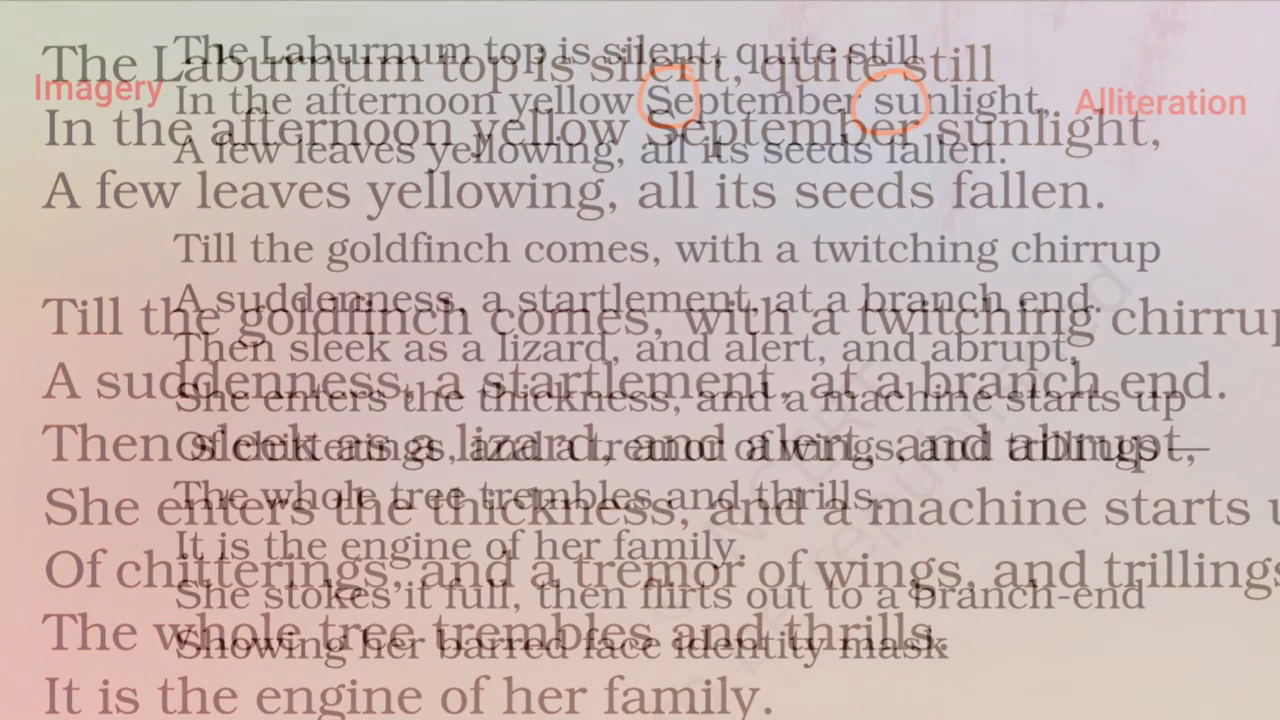 The Laburnum top is silent, quite still
Imagery In the afternoon yellow September sunlight, Alliteration
A few leaves yellowing, all its seeds fallen.
Till the goldfinch comes, with a twitching chirrup
A suddenness, a startlement, at a branch end.
Then sleek as a lizard, and alert, and abrupt,
She enters the thickness, and a machine starts up
Of chitterings, and a tremor of wings, and trillings —
The whole tree trembles and thrills.
It is the engine of her family.
She stokes it full, then flirts out to a branch-end
Showing her barred face identity mask
The Laburnum top is silent, quite still
In the afternoon yellow September sunlight,
A few leaves yellowing, all its seeds fallen.
Till the goldfinch comes, with a twitching chirrup
A suddenness, a startlement, at a branch end.
Then sleek as a lizard, and alert, and abrupt,
She enters the thickness, and a machine starts u
Of chitterings, and a tremor of wings, and trillings
The whole tree trembles and thrills.
It is the engine of her family.